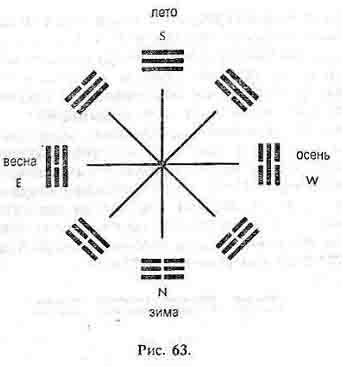 лето
S
весна
E
осень
W
N
зима
Рис. 63.